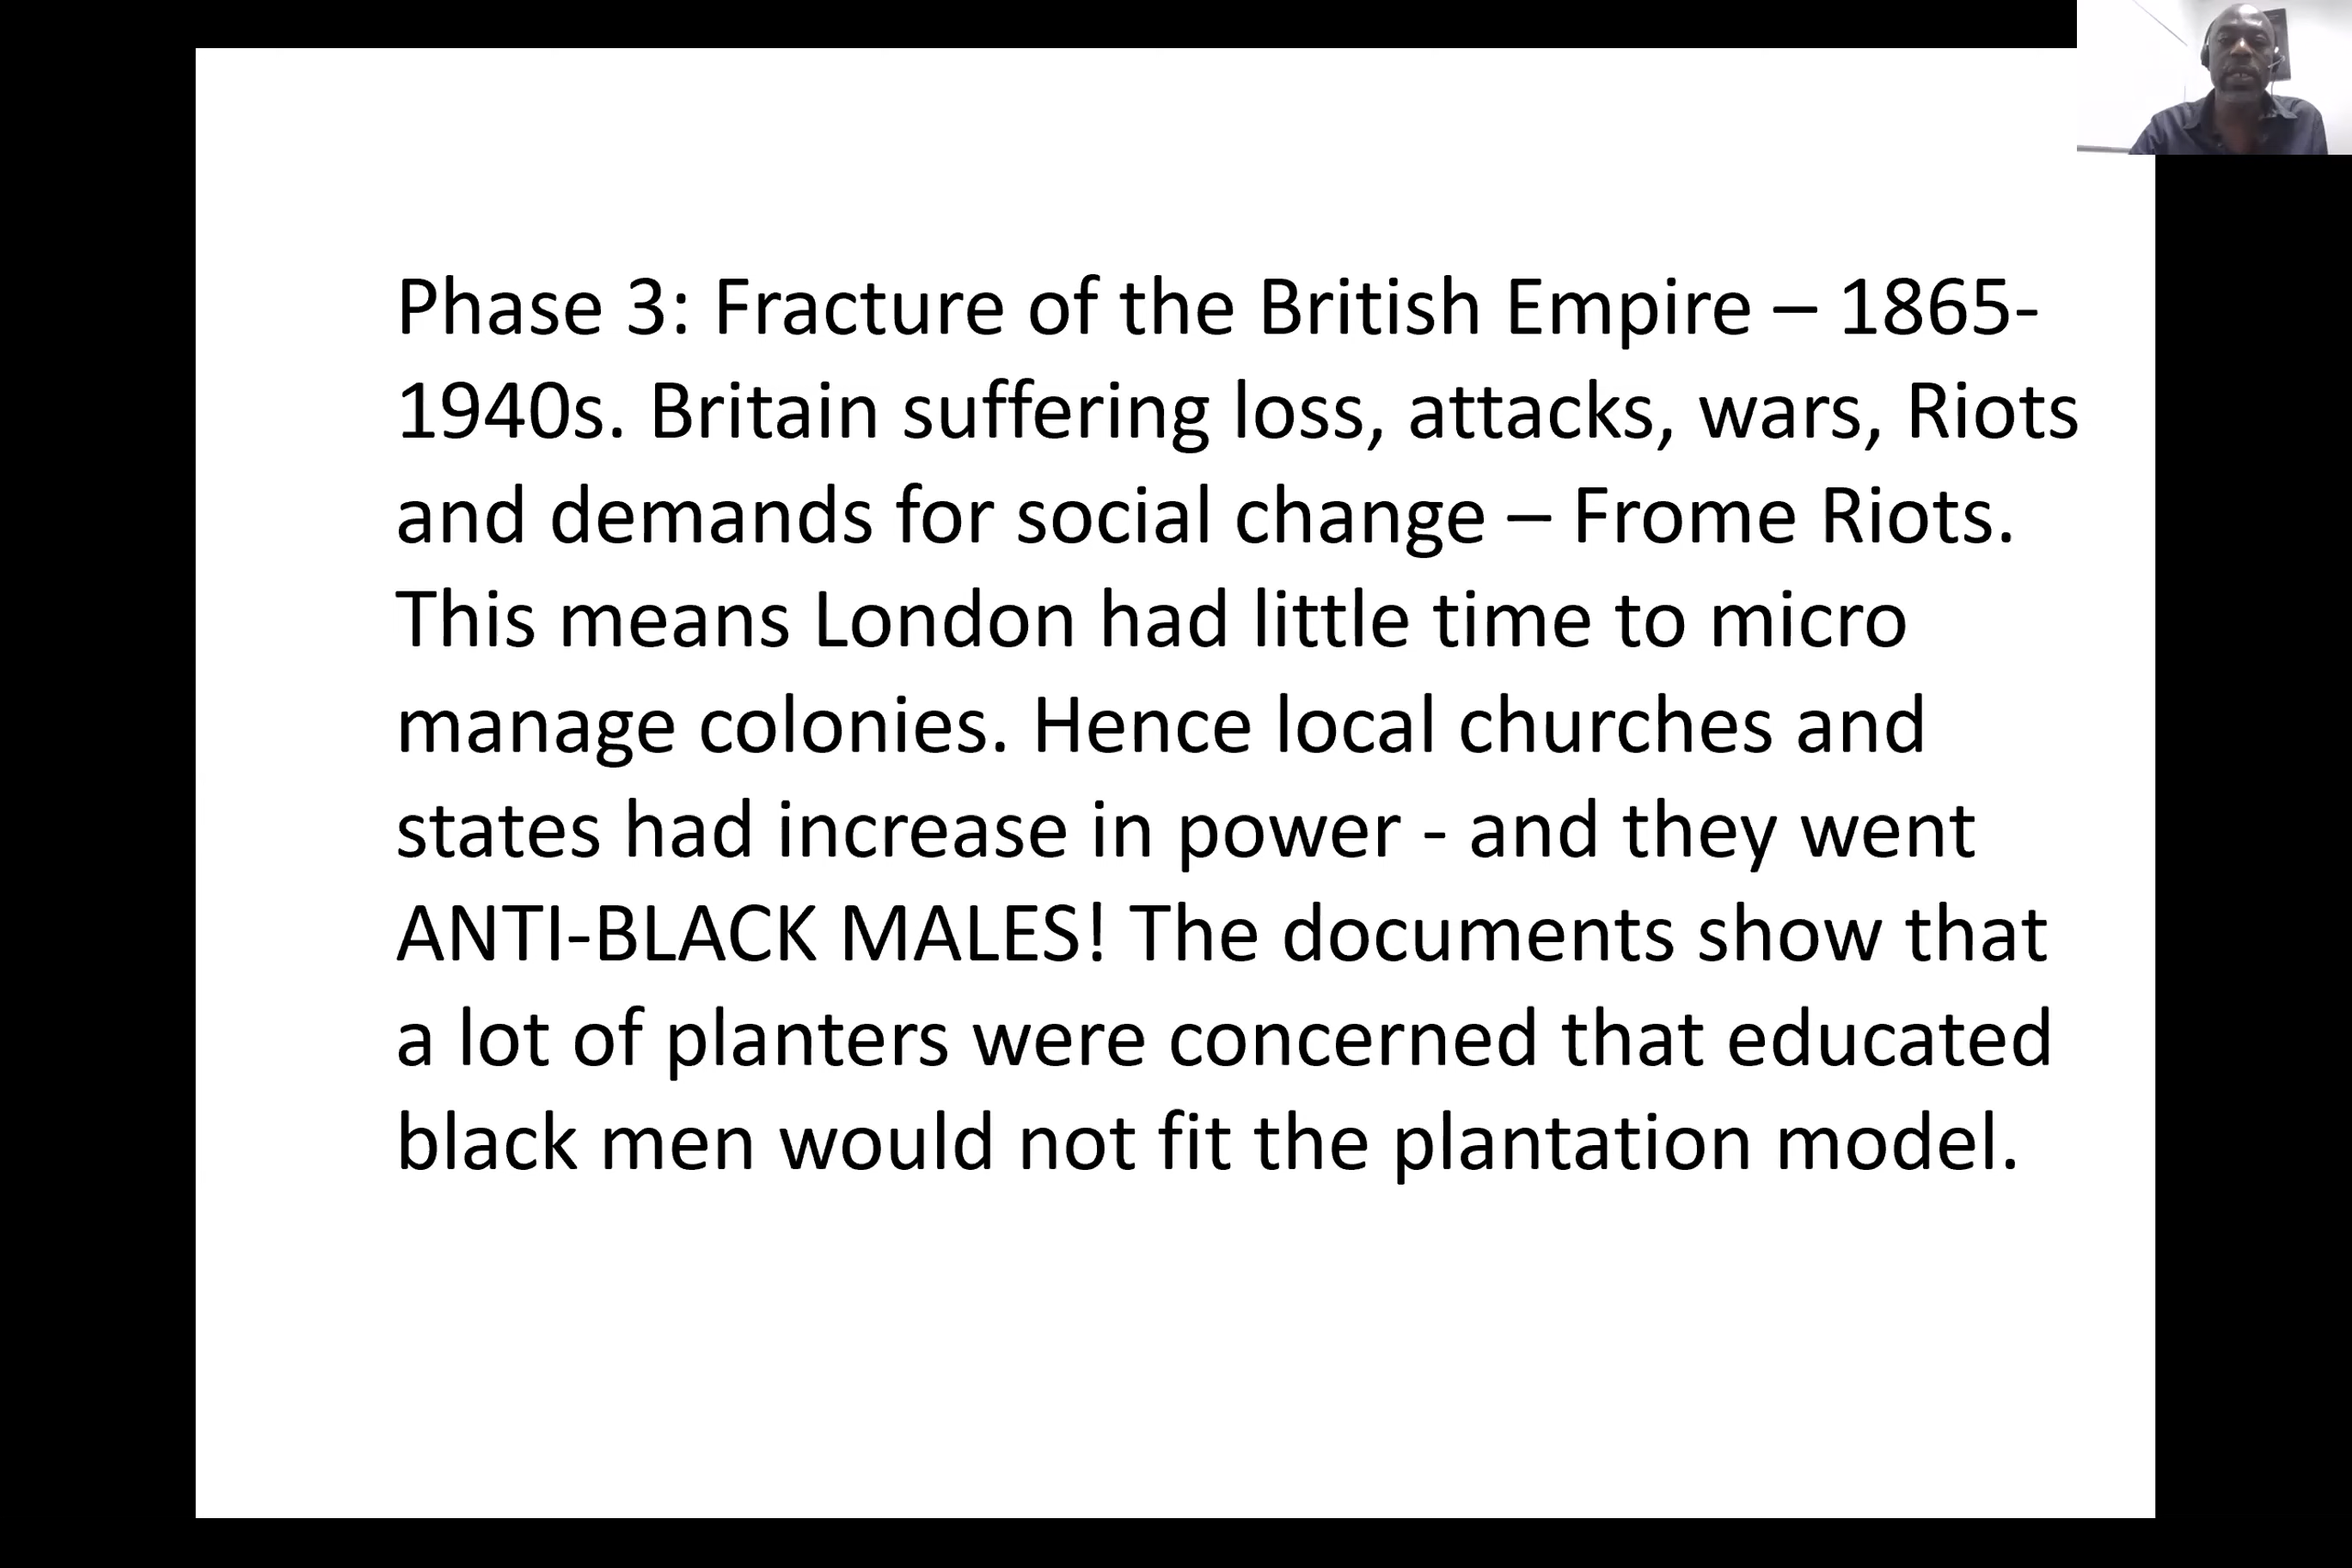 Phase 3: Fracture of the British Empire – 1865-
1940s. Britain suffering loss, attacks, wars, Riots
and demands for social change – Frome Riots.
This means London had little time to micro
manage colonies. Hence local churches and
states had increase in power - and they went
ANTI-BLACK MALES! The documents show that
a lot of planters were concerned that educated
black men would not fit the plantation model.